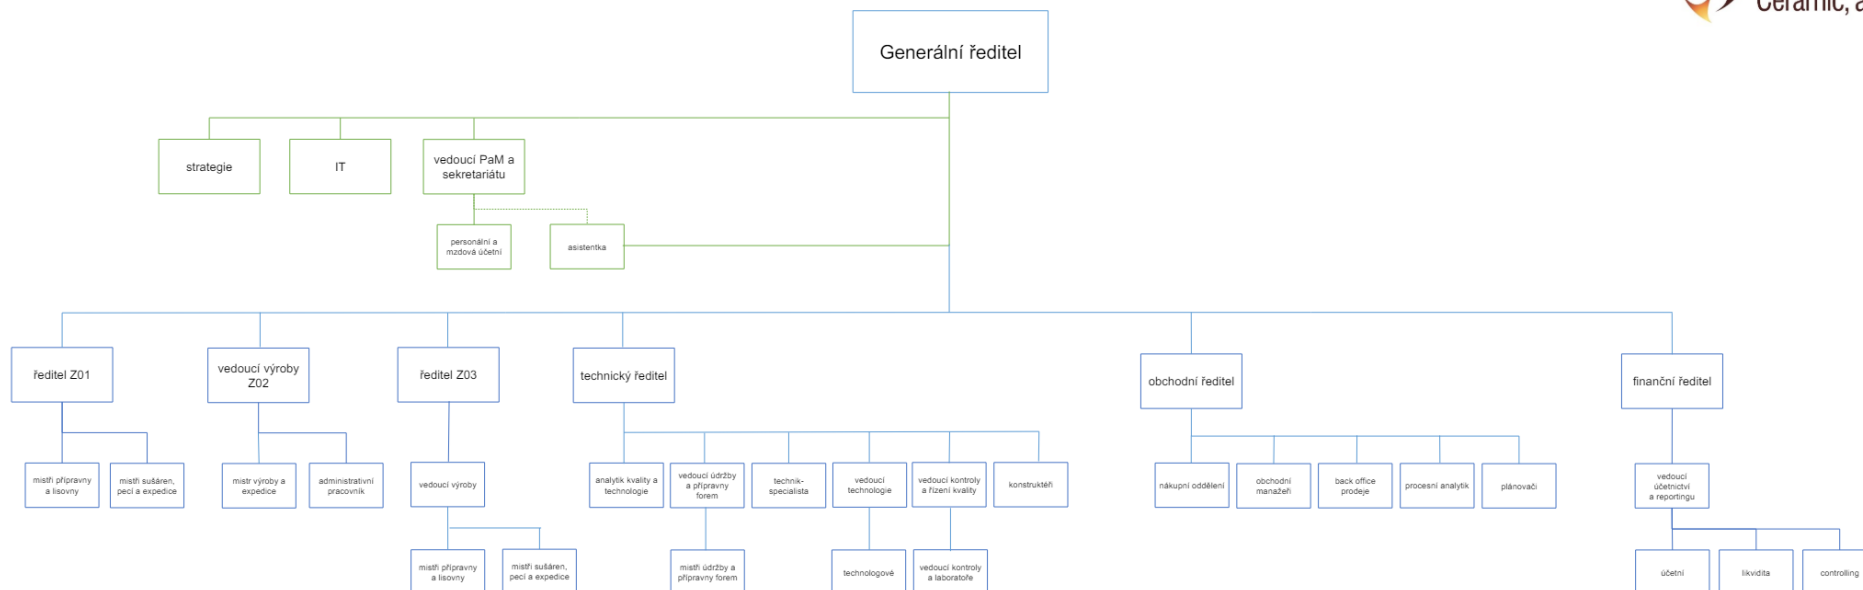 Ceramic, a
Generální ředitel
strategie
IT
vedoucí PaM a
sekretariátu
personální a
mzdová účetní
asistentka
ředitel Z01
vedoucí výroby
Z02
ředitel Z03
technický ředitel
obchodní ředitel
finanční ředitel
mistři přípravny
a lisovny
mistři sušáren,
pecí a expedice
mistr výroby a
expedice
administrativní
pracovník
vedoucí výroby
analytik kvality a
technologie
vedoucí údržby
a přípravny
forem
technik-
specialista
vedoucí
technologie
vedoucí kontroly
a řízení kvality
konstruktéři
nákupní oddělení
obchodní
manažeři
back office
prodeje
procesní analytik
plánovači
vedoucí
účetnictví
a reportingu
mistři přípravny
a lisovny
mistři sušáren,
pecí a expedice
mistři údržby a
přípravny forem
technologové
vedoucí kontroly
a laboratoře
účetní
likvidita
controlling